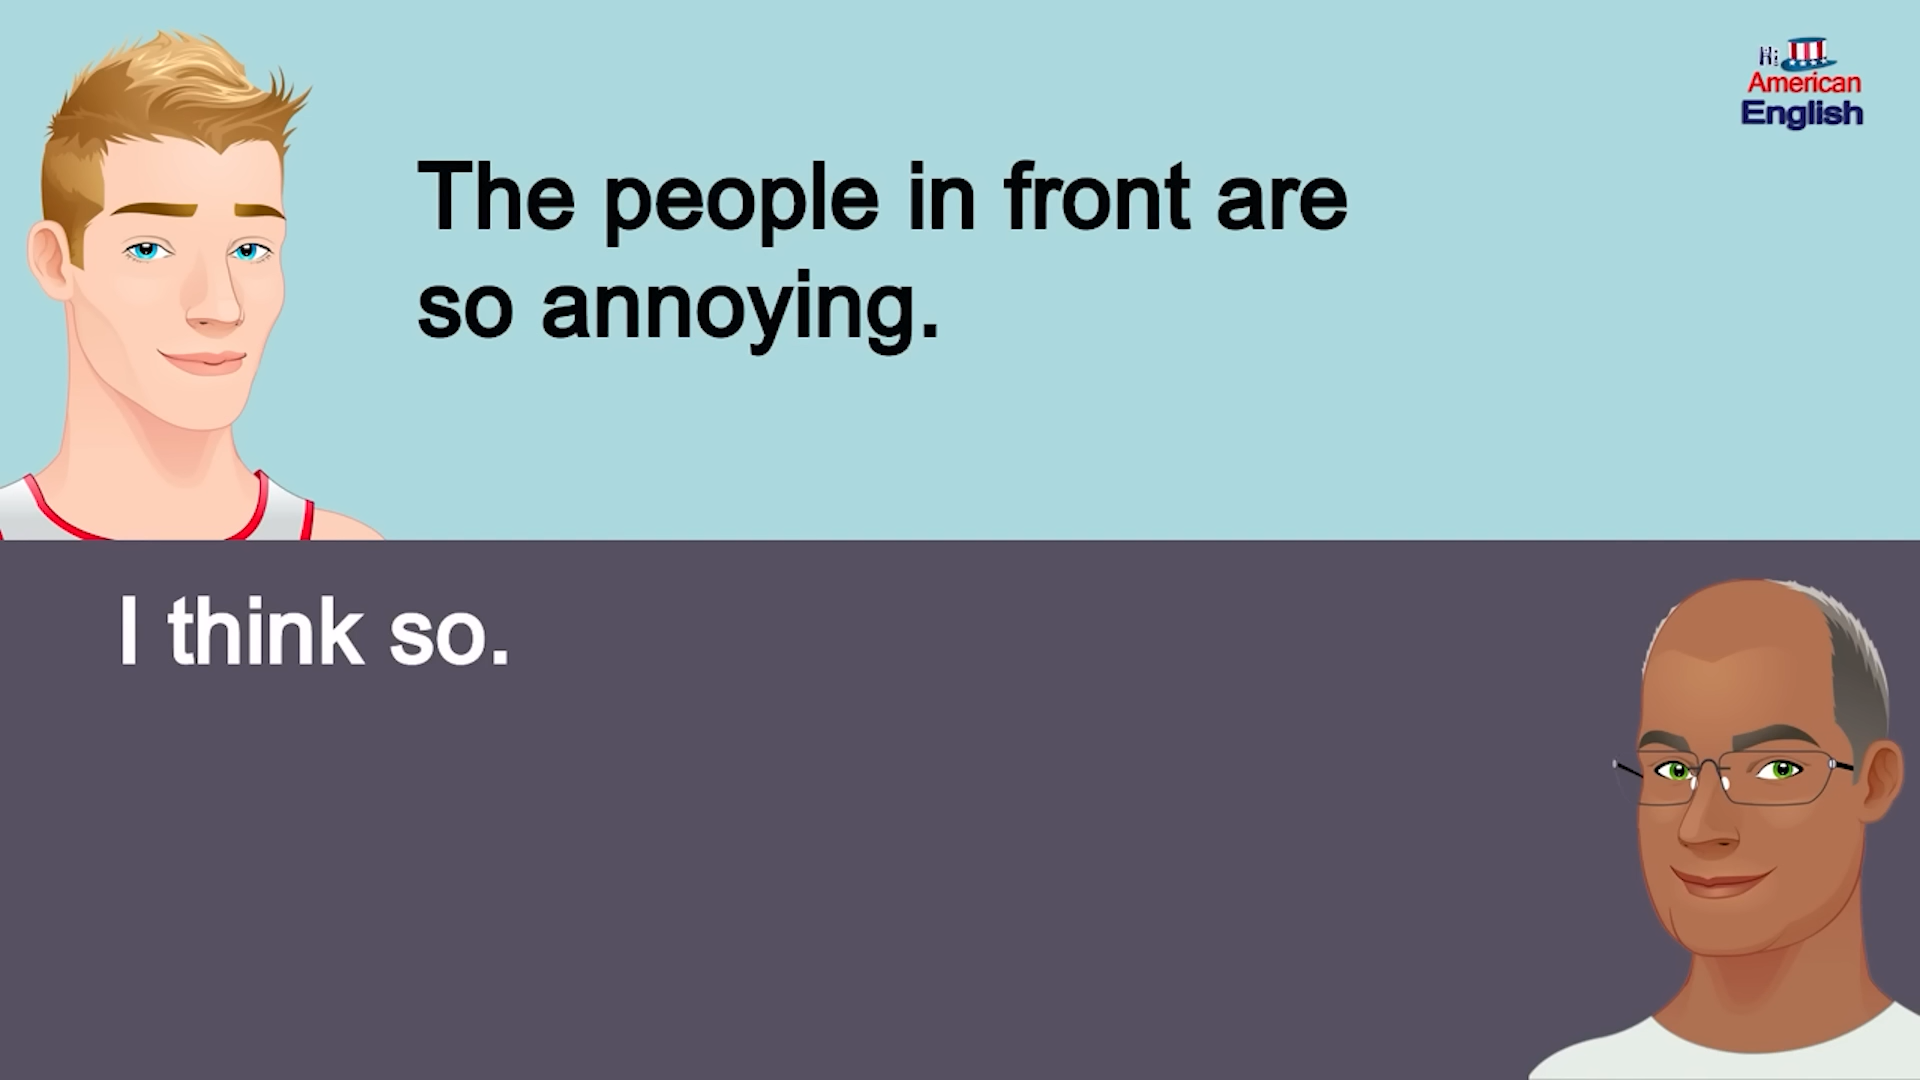 Hi
American
English
The people in front are
so annoying.
I think so.